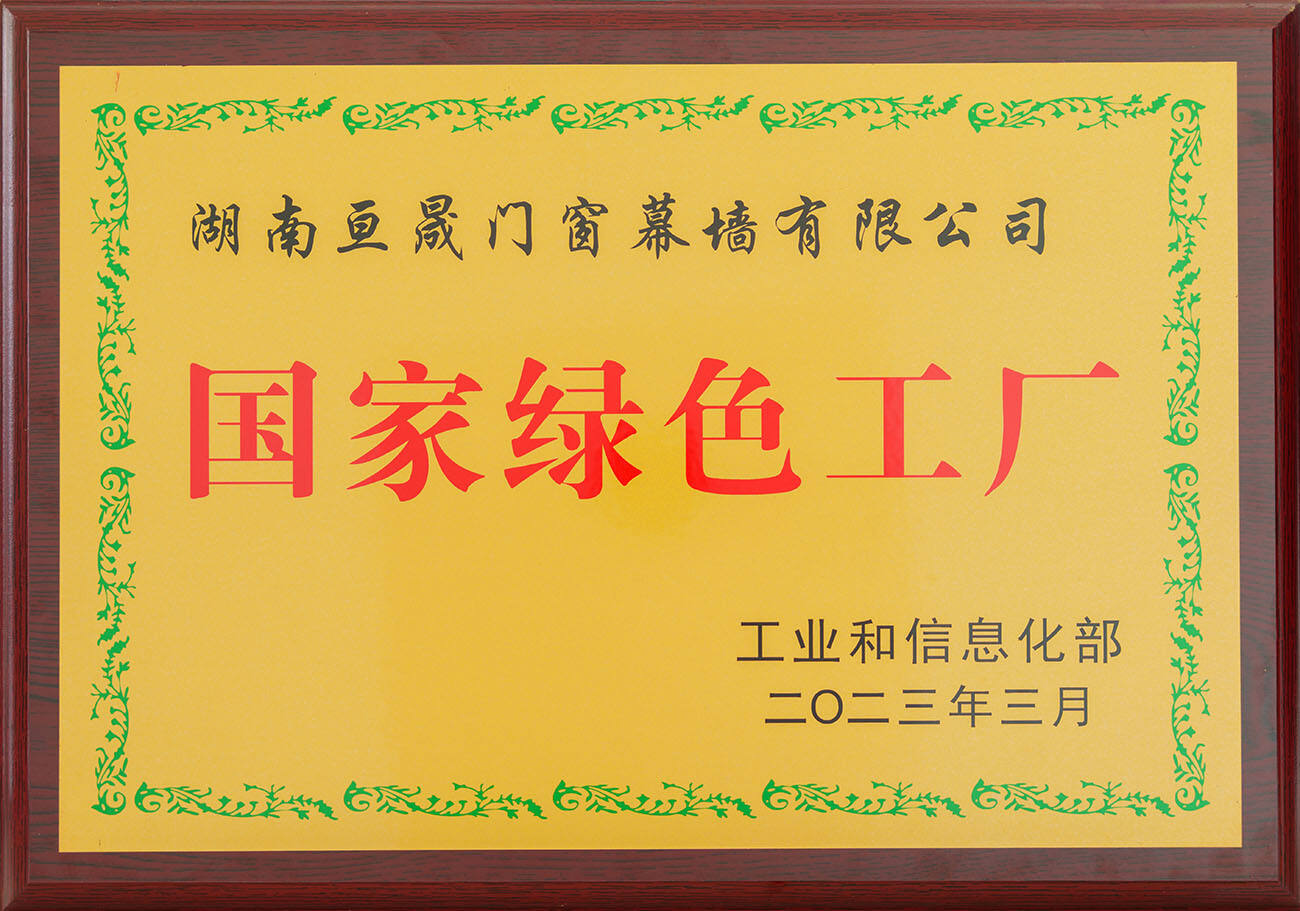 湖南亘晟门窗幕墙有限公司
国家绿色工厂
工业和信息化部
二〇二三年三月